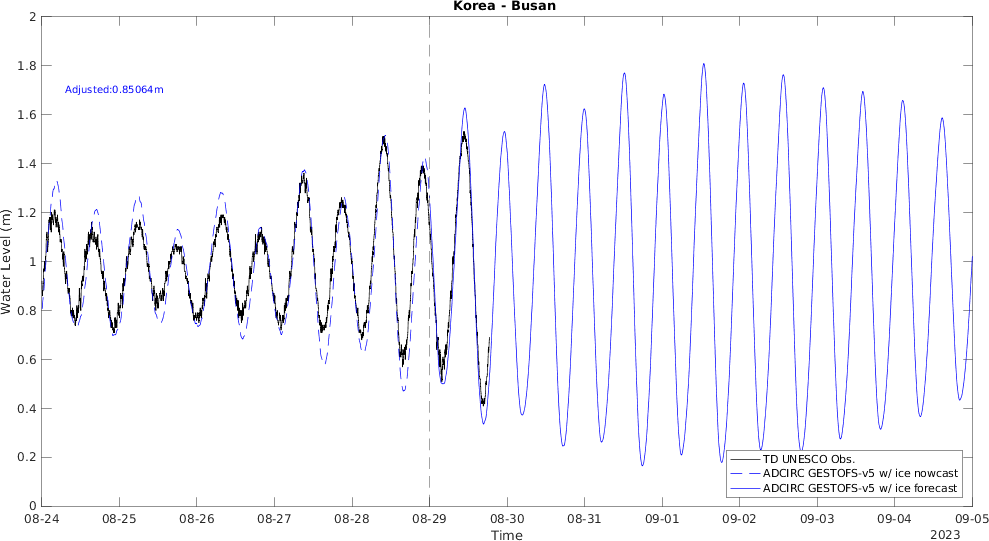 Korea - Busan
2
1.8
1.6
1.4
1.2
1
0.8
0.6
0.4
0.2
0
Water Level (m)
Adjusted:0.85064m
TD UNESCO Obs.
ADCIRC GESTOFS-v5 w/ ice nowcast
ADCIRC GESTOFS-v5 w/ ice forecast
08-24 08-25 08-26 08-27 08-28 08-29 08-30 08-31 09-01 09-02 09-03 09-04 09-05
Time
2023